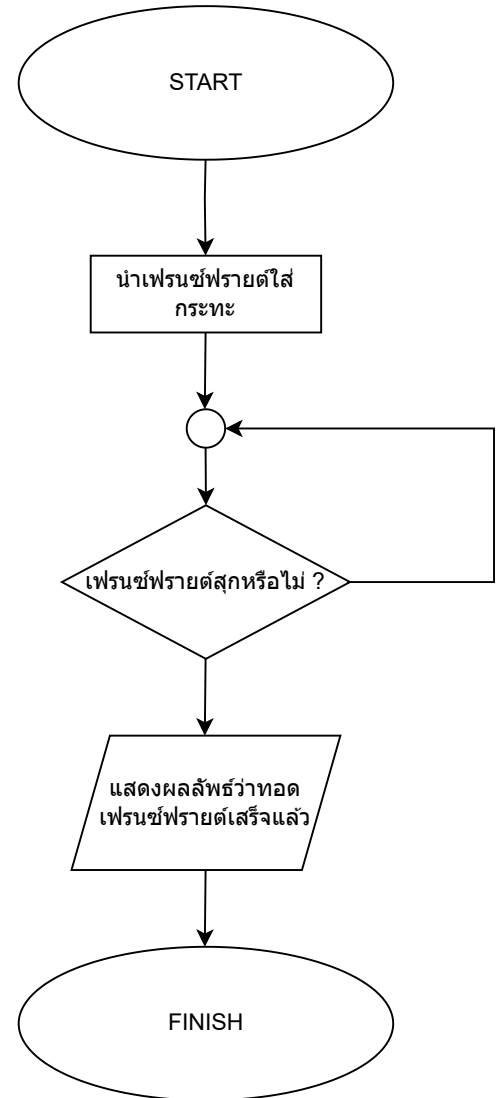 START
นำเฟรนซ์ฟรายต์ใส่
กระทะ
เฟรนซ์ฟรายต์สุกหรือไม่ ?
แสดงผลลัพธ์ว่าทอด
เฟรนซ์ฟรายต์เสร็จแล้ว
FINISH